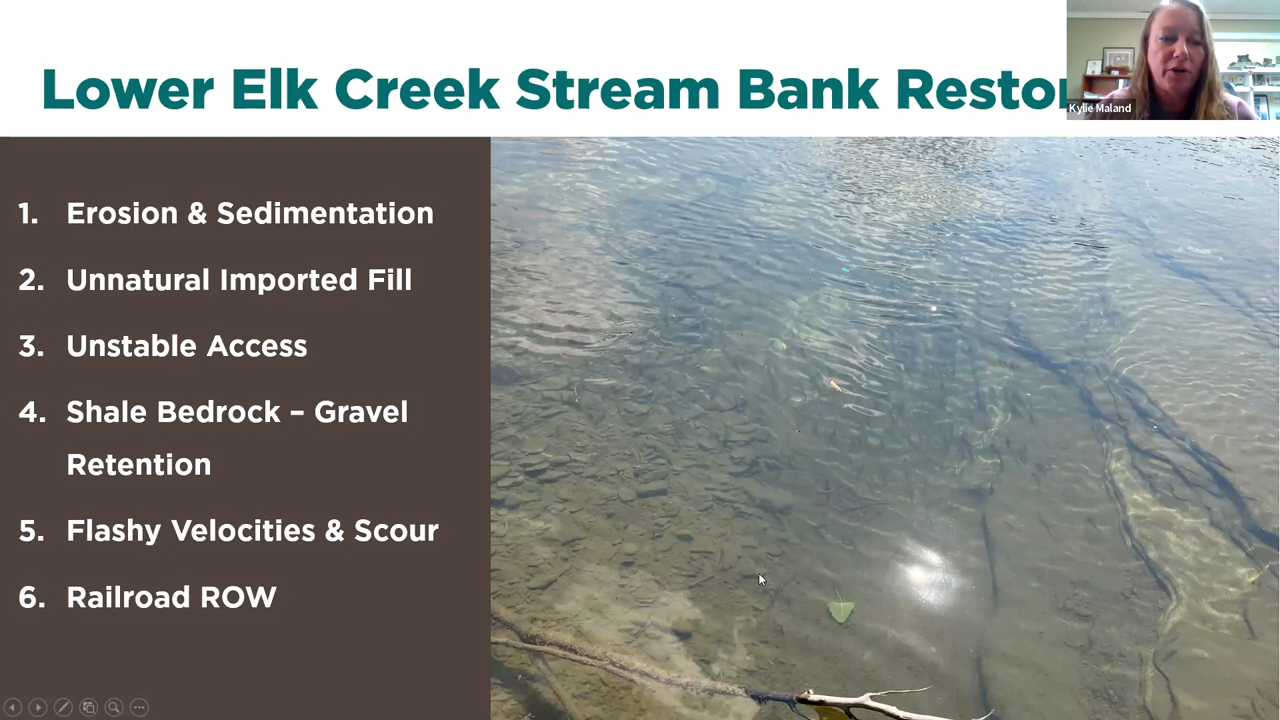 Lower Elk Creek Stream Bank
Kylie Maland
1. Erosion & Sedimentation
2. Unnatural Imported Fill
3. Unstable Access
4. Shale Bedrock – Gravel
Retention
5. Flashy Velocities & Scour
6. Railroad ROW